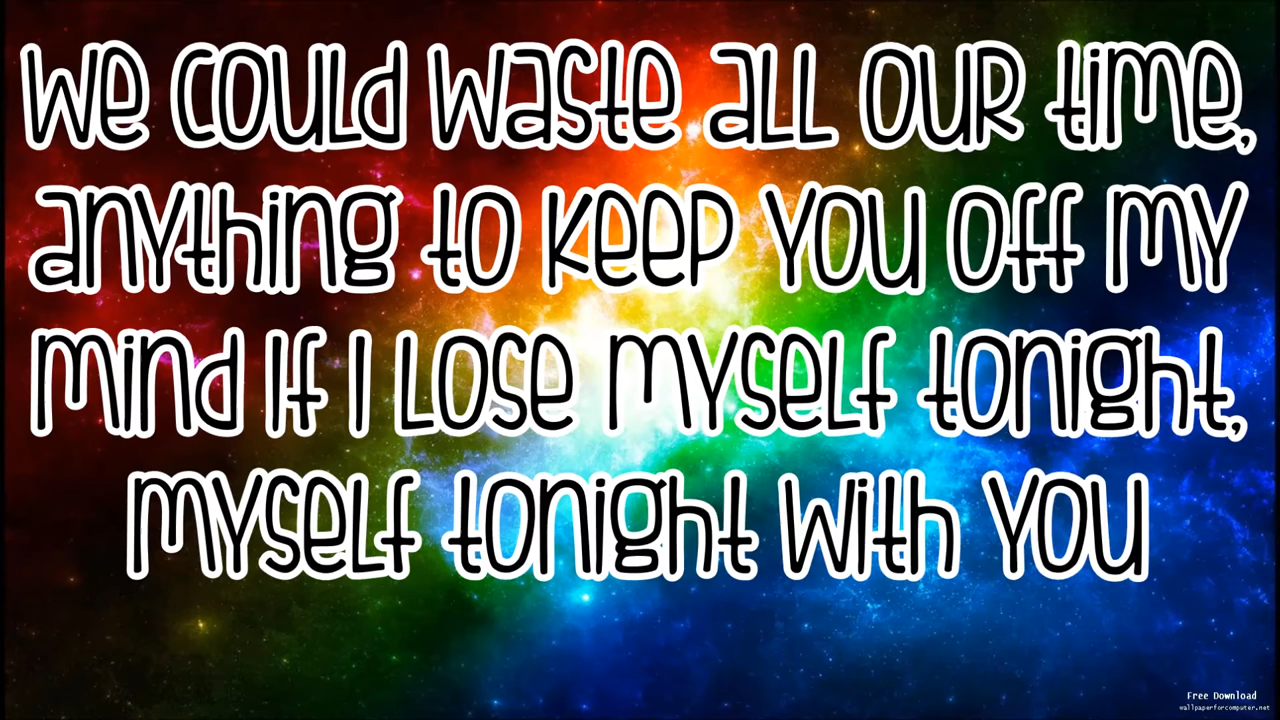 We could waste all our time,
anything to keep you off my
mind If I lose myself tonight,
myself tonight with you
Free Download
wallpaperforcomputer.net